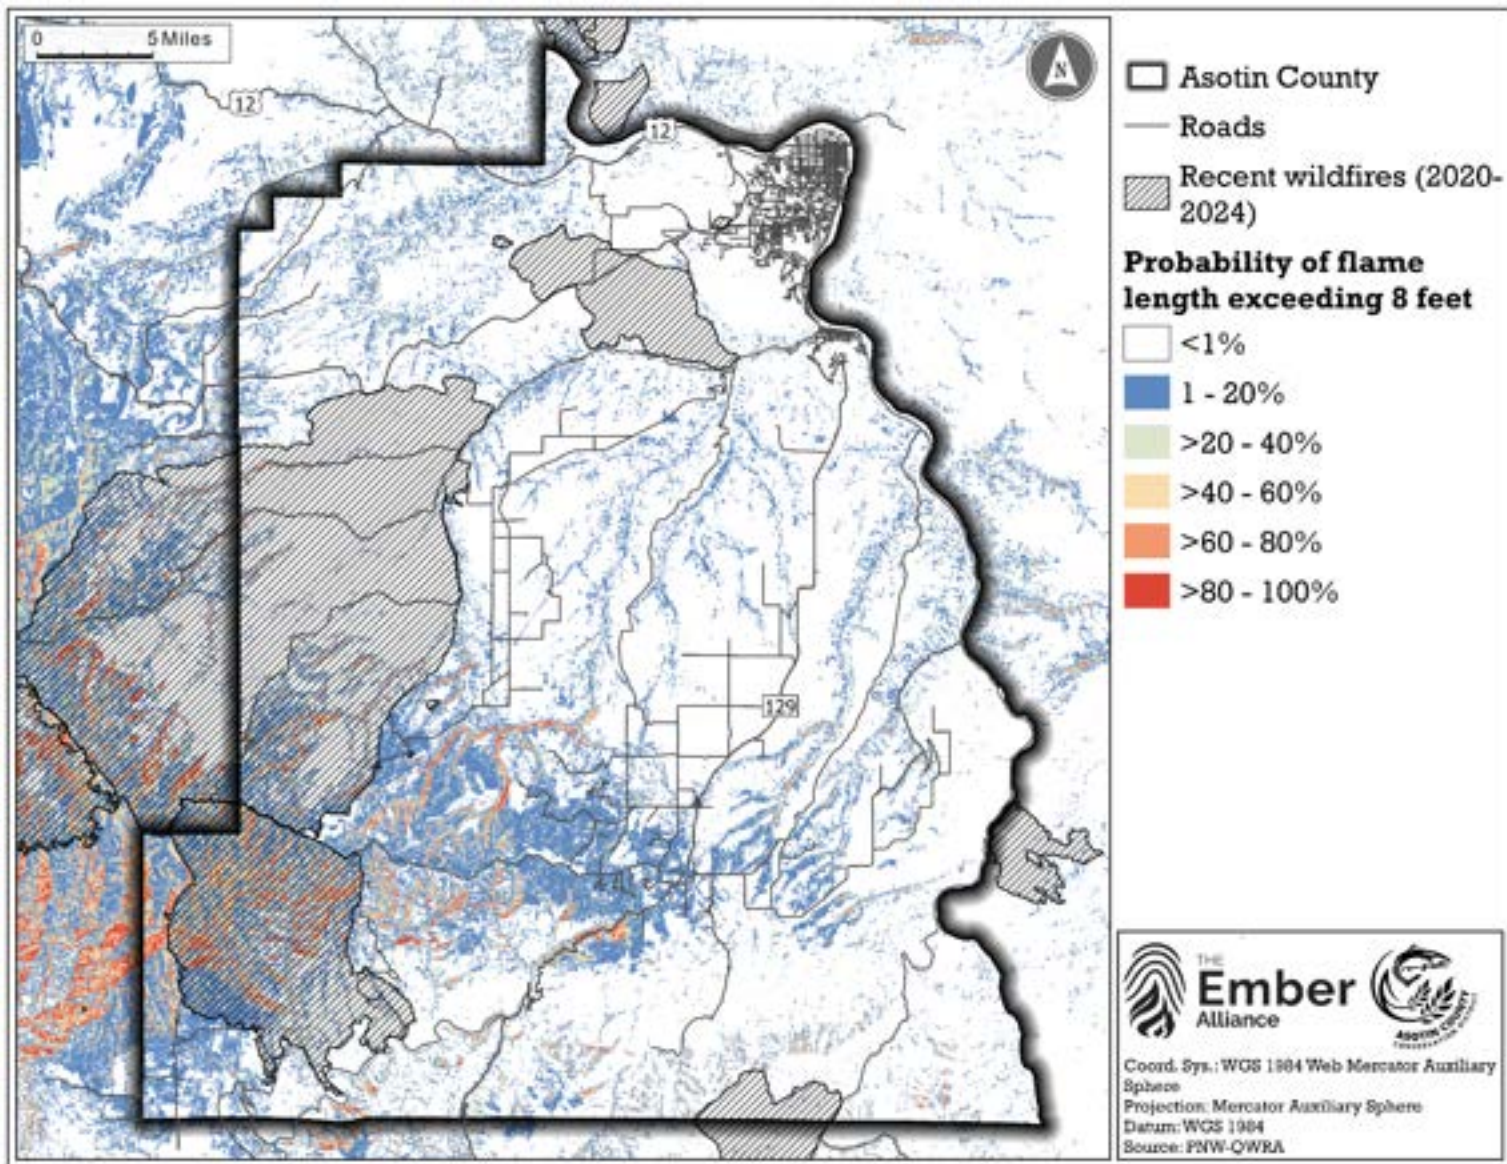 0 5 Miles
N
12
12
129
Asotin County
Roads
Recent wildfires (2020-
2024)
Probability of flame
length exceeding 8 feet
<1%
1 - 20%
>20 - 40%
>40 - 60%
>60 - 80%
>80 - 100%
THE
Ember
Alliance
ASOTIN COUNTY
Coord. Sys.: WGS 1984 Web Mercator Auxiliary
Sphere
Projection: Mercator Auxiliary Sphere
Datum: WGS 1984
Source: PNW-QWRA